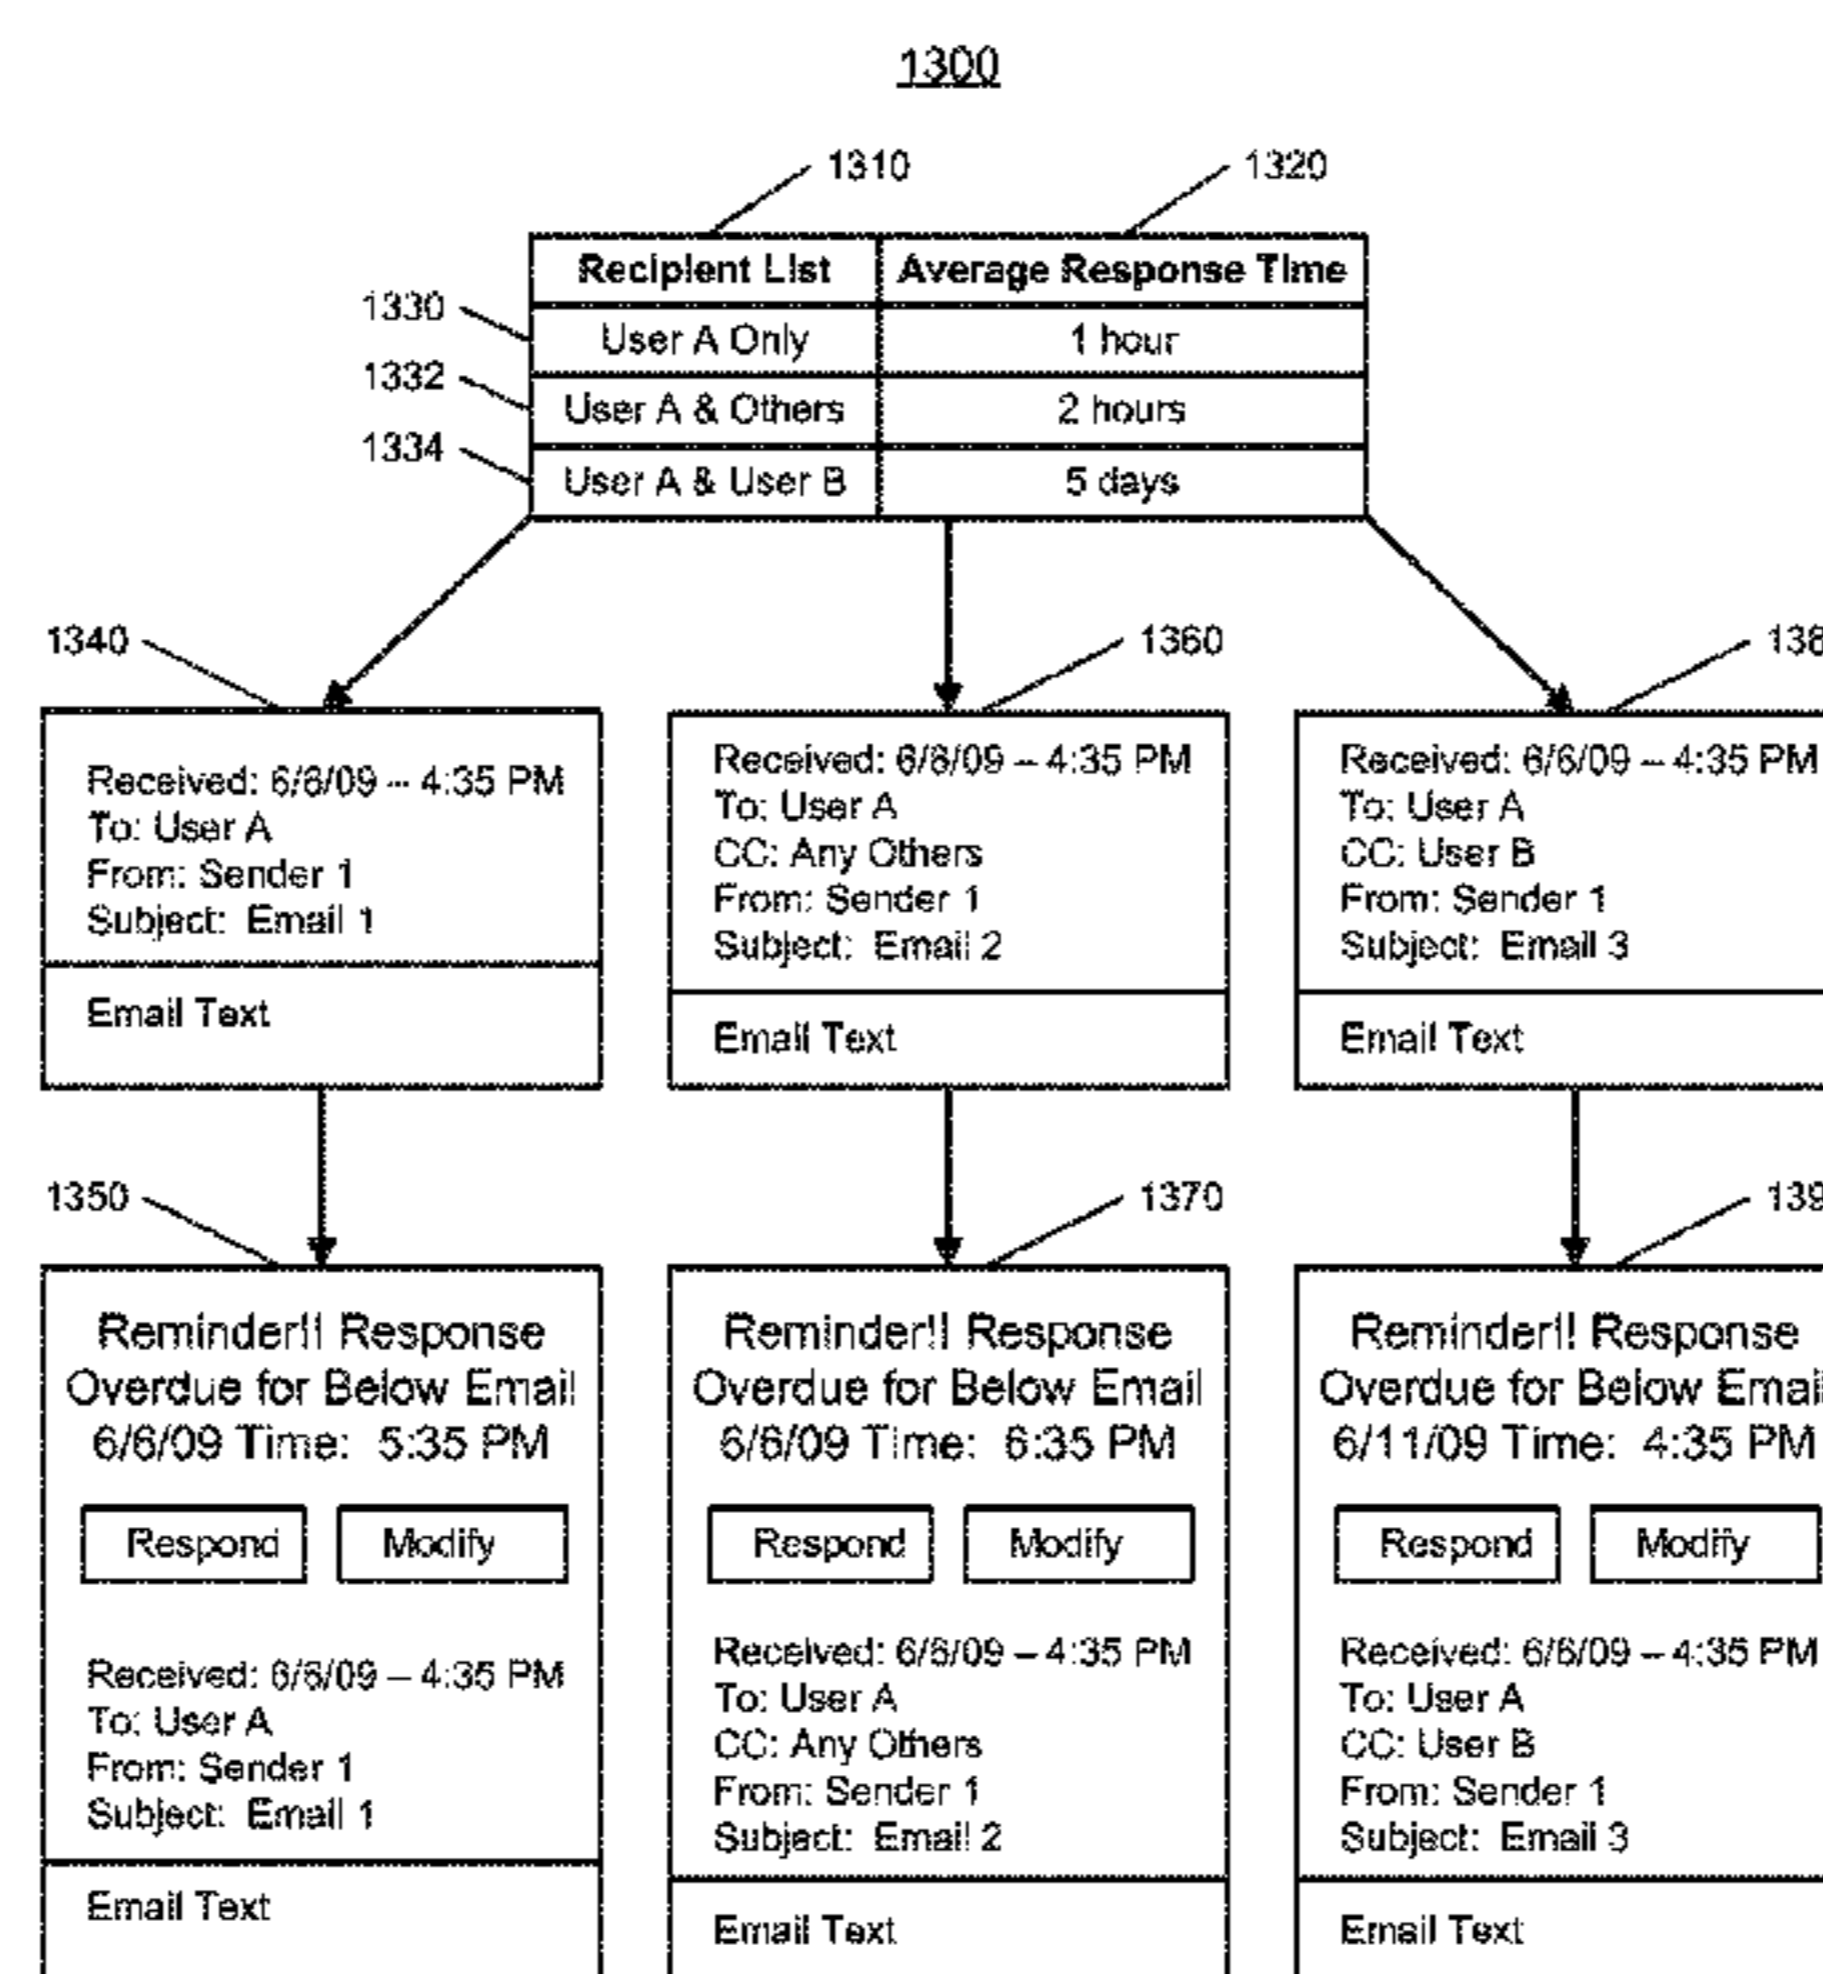 1300
1310
1320
Recipient List Average Response Time
1330
User A Only 1 hour
1332
User A & Others 2 hours
1334
User A & User B 5 days
1340
1360
Received: 6/6/09 – 4:35 PM
To: User A
From: Sender 1
Subject: Email 1
Email Text
Received: 6/6/09 – 4:35 PM
To: User A
CC: Any Others
From: Sender 1
Subject: Email 2
Email Text
Received: 6/6/09 – 4:35 PM
To: User A
CC: User B
From: Sender 1
Subject: Email 3
Email Text
1350
1370
139
Reminder!! Response
Overdue for Below Email
6/6/09 Time: 5:35 PM
Respond Modify
Received: 6/6/09 – 4:35 PM
To: User A
From: Sender 1
Subject: Email 1
Email Text
Reminder!! Response
Overdue for Below Email
6/6/09 Time: 6:35 PM
Respond Modify
Received: 6/6/09 – 4:35 PM
To: User A
CC: Any Others
From: Sender 1
Subject: Email 2
Email Text
Reminder!! Response
Overdue for Below Email
6/11/09 Time: 4:35 PM
Respond Modify
Received: 6/6/09 – 4:35 PM
To: User A
CC: User B
From: Sender 1
Subject: Email 3
Email Text